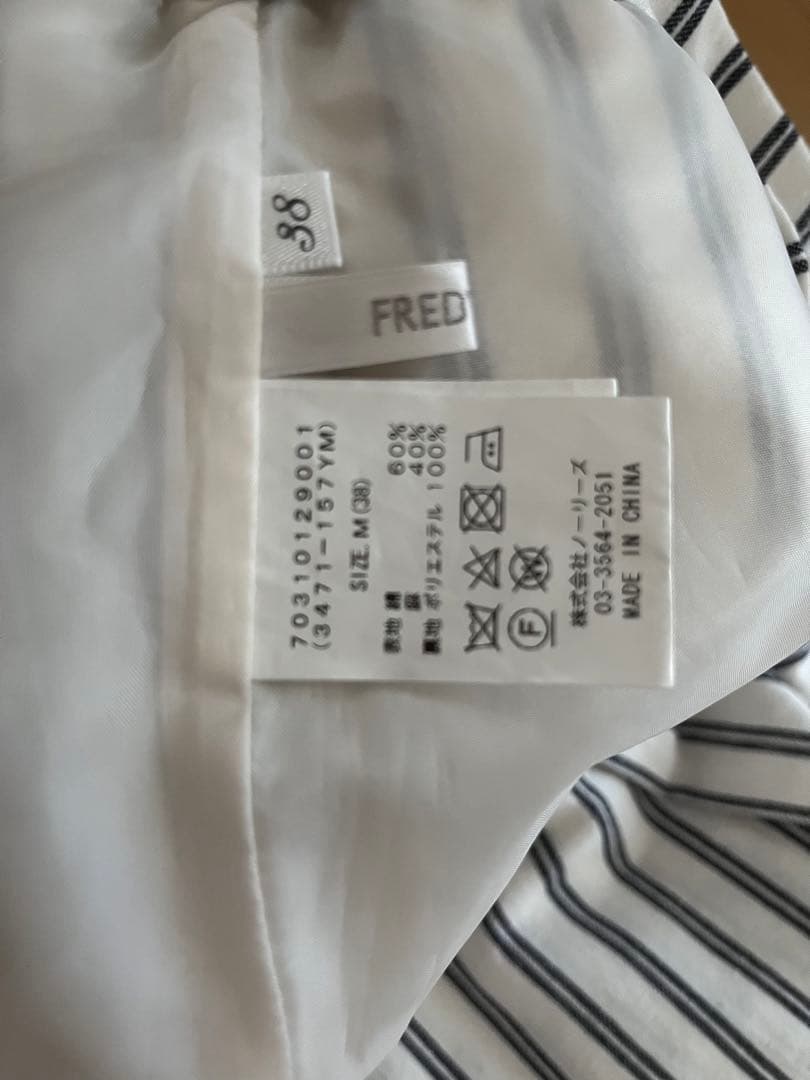 38
FRED
70310129001
(3471-157YM)
SIZE. M (38)
表地 綿 60%
麻 40%
裏地 ポリエステル 100%
F
W
株式会社ノーリーズ
03-3564-2051
MADE IN CHINA